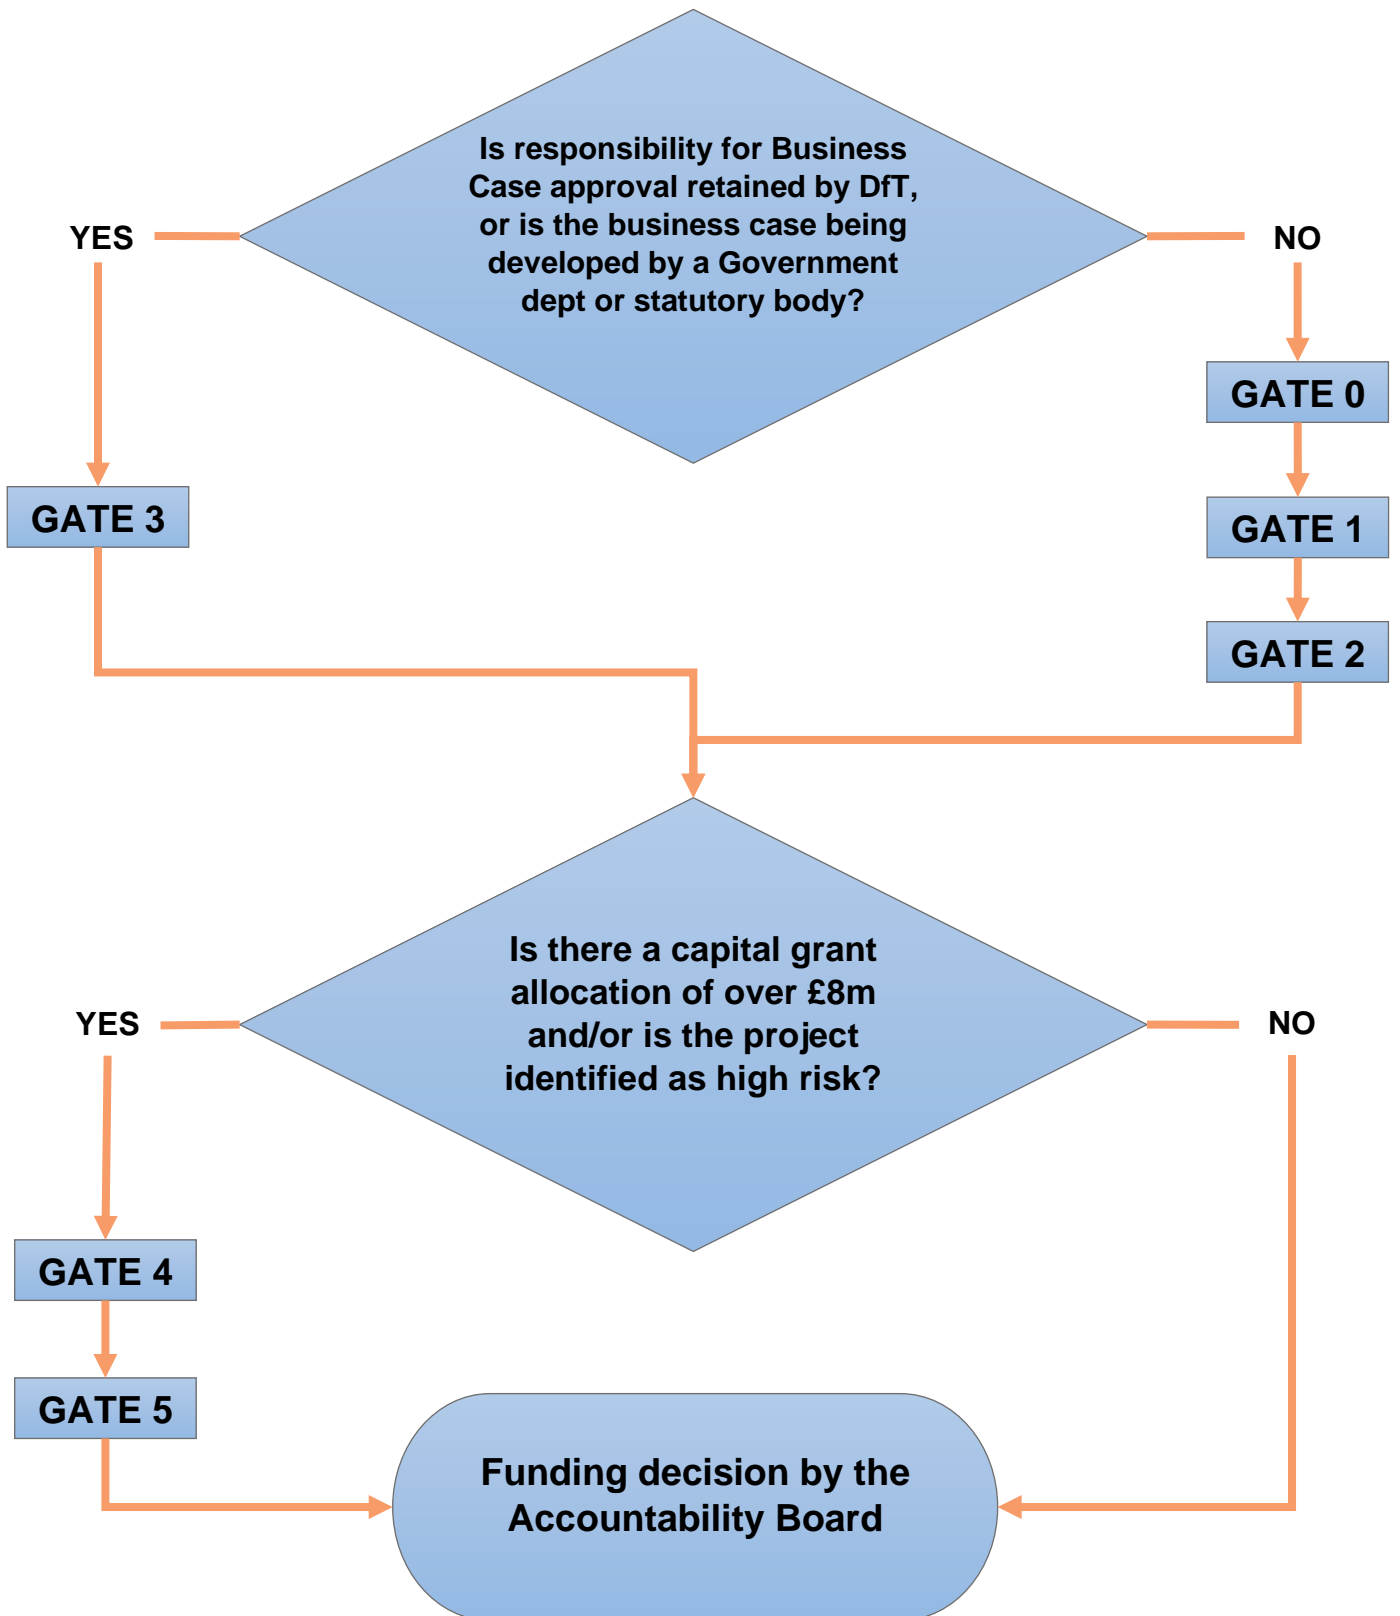 Is responsibility for Business
Case approval retained by DfT,
or is the business case being
developed by a Government
dept or statutory body?
YES
NO
GATE 0
GATE 3
GATE 1
GATE 2
Is there a capital grant
allocation of over £8m
and/or is the project
identified as high risk?
YES
NO
GATE 4
GATE 5
Funding decision by the
Accountability Board